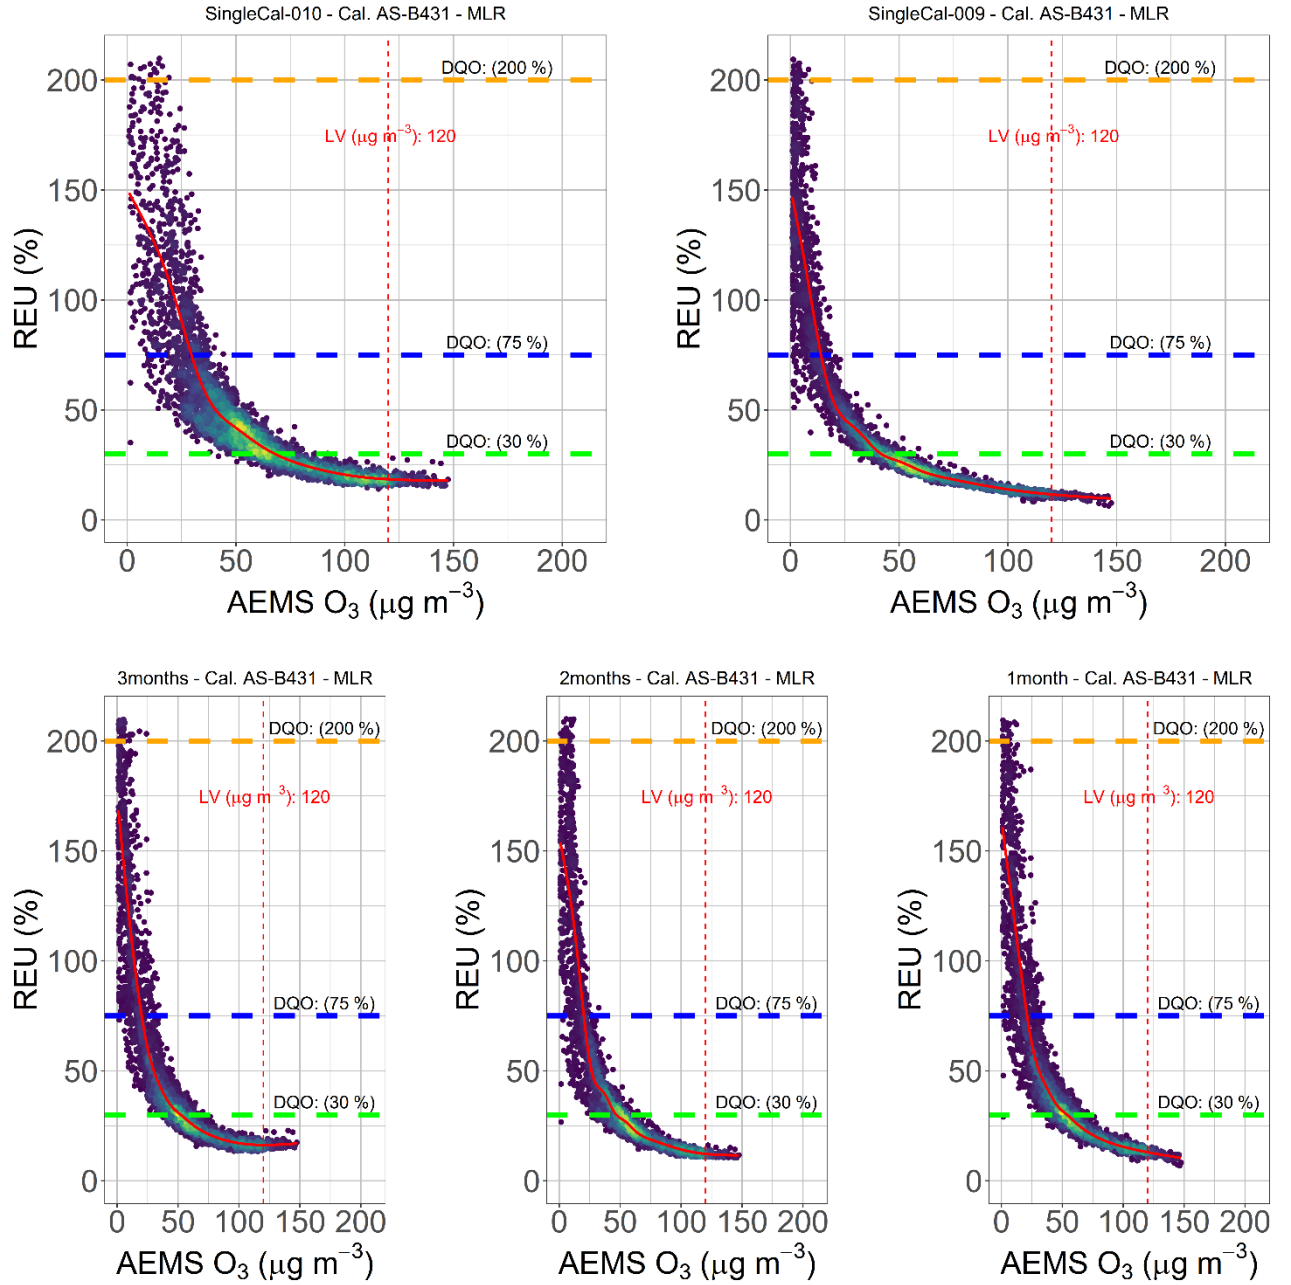 SingleCal-010 - Cal. AS-B431 - MLR
DQO: (200 %)
LV (μg m⁻³): 120
DQO: (75 %)
DQO: (30 %)
REU (%)
200
150
100
50
0
0 50 100 150 200
AEMS O₃ (μg m⁻³)
SingleCal-009 - Cal. AS-B431 - MLR
DQO: (200 %)
LV (μg m⁻³): 120
DQO: (75 %)
DQO: (30 %)
REU (%)
200
150
100
50
0
0 50 100 150 200
AEMS O₃ (μg m⁻³)
3months - Cal. AS-B431 - MLR
DQO: (200 %)
LV (μg m ³): 120
DQO: (75 %)
DQO: (30 %)
REU (%)
200
150
100
50
0
0 50 100 150 200
AEMS O₃ (μg m⁻³)
2months - Cal. AS-B431 - MLR
DQO: (200 %)
LV (μg m ³): 120
DQO: (75 %)
DQO: (30 %)
REU (%)
200
150
100
50
0
0 50 100 150 200
AEMS O₃ (μg m⁻³)
1month - Cal. AS-B431 - MLR
DQO: (200 %)
LV (μg m ³): 120
DQO: (75 %)
DQO: (30 %)
REU (%)
200
150
100
50
0
0 50 100 150 200
AEMS O₃ (μg m⁻³)